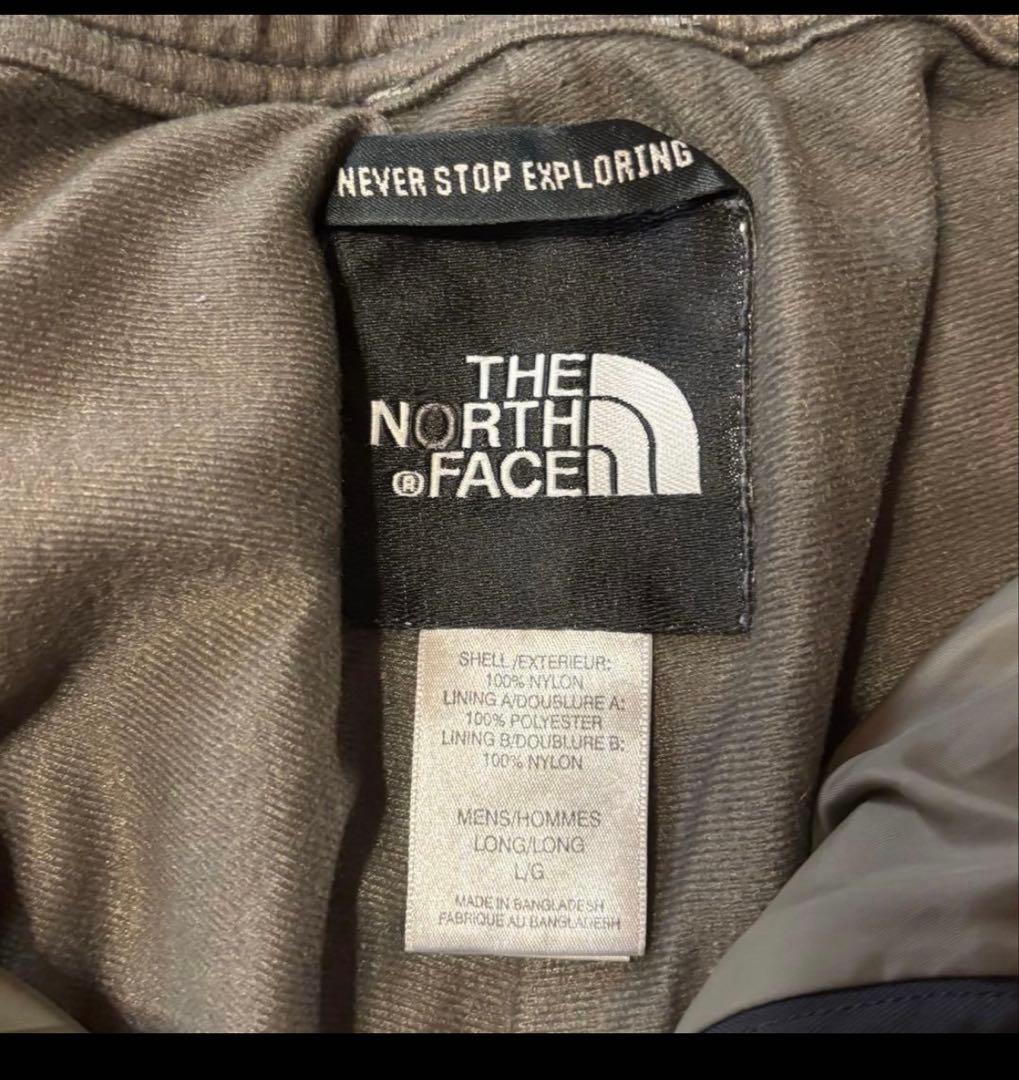 NEVER STOP EXPLORING
THE
NORTH
®FACE
SHELL/EXTERIEUR:
100% NYLON
LINING A/DOUBLURE A:
100% POLYESTER
LINING B/DOUBLURE B:
100% NYLON
MENS/HOMMES
LONG/LONG
L/G
MADE IN BANGLADESH
FABRIQUE AU BANGLADESH